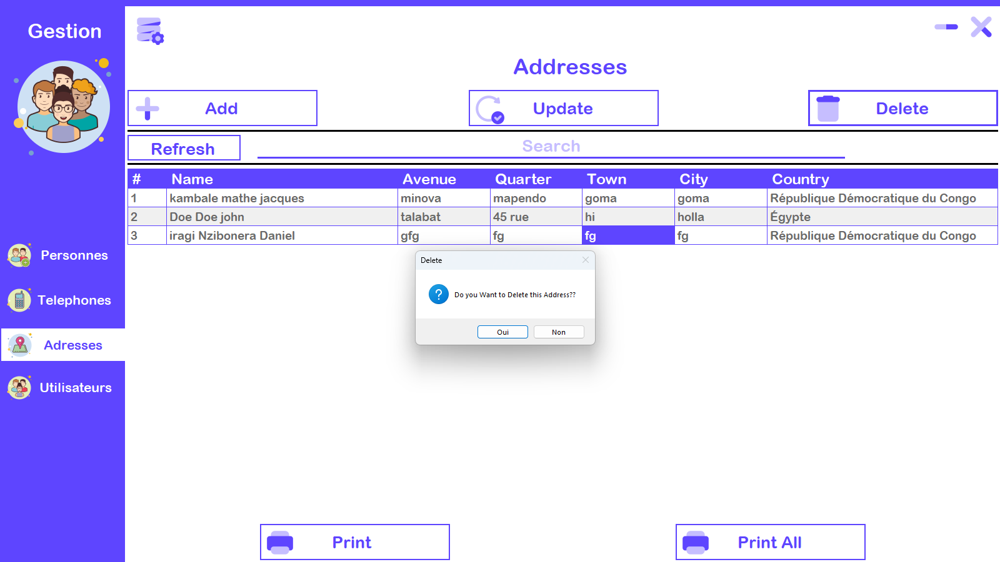 Gestion
Personnes
Telephones
Adresses
Utilisateurs
Addresses
Add
Update
Delete
Refresh
Search
# Name Avenue Quarter Town City Country
1 kambale mathe jacques minova mapendo goma goma République Démocratique du Congo
2 Doe Doe john talabat 45 rue hi holla Égypte
3 iragi Nzibonera Daniel gfg fg fg fg République Démocratique du Congo
Delete
Do you Want to Delete this Address??
Oui Non
Print
Print All